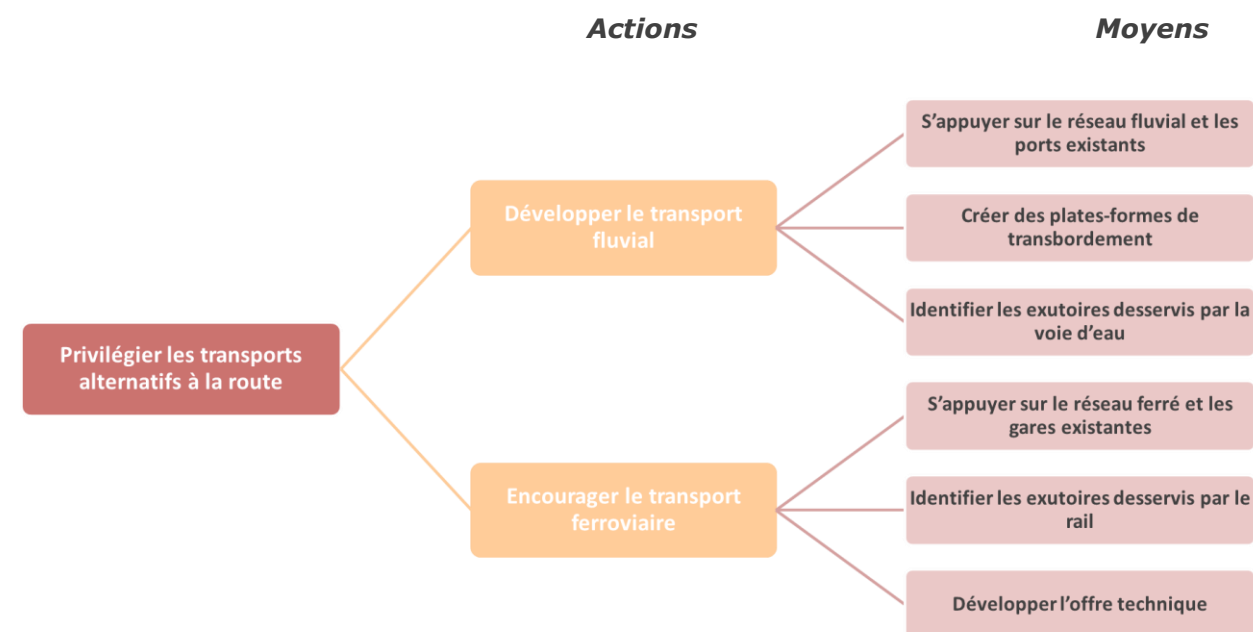 Actions
Moyens
Privilégier les transports
alternatifs à la route
Développer le transport
fluvial
S’appuyer sur le réseau fluvial et les
ports existants
Créer des plates-formes de
transbordement
Identifier les exutoires desservis par la
voie d’eau
Encourager le transport
ferroviaire
S’appuyer sur le réseau ferré et les
gares existantes
Identifier les exutoires desservis par le
rail
Développer l’offre technique